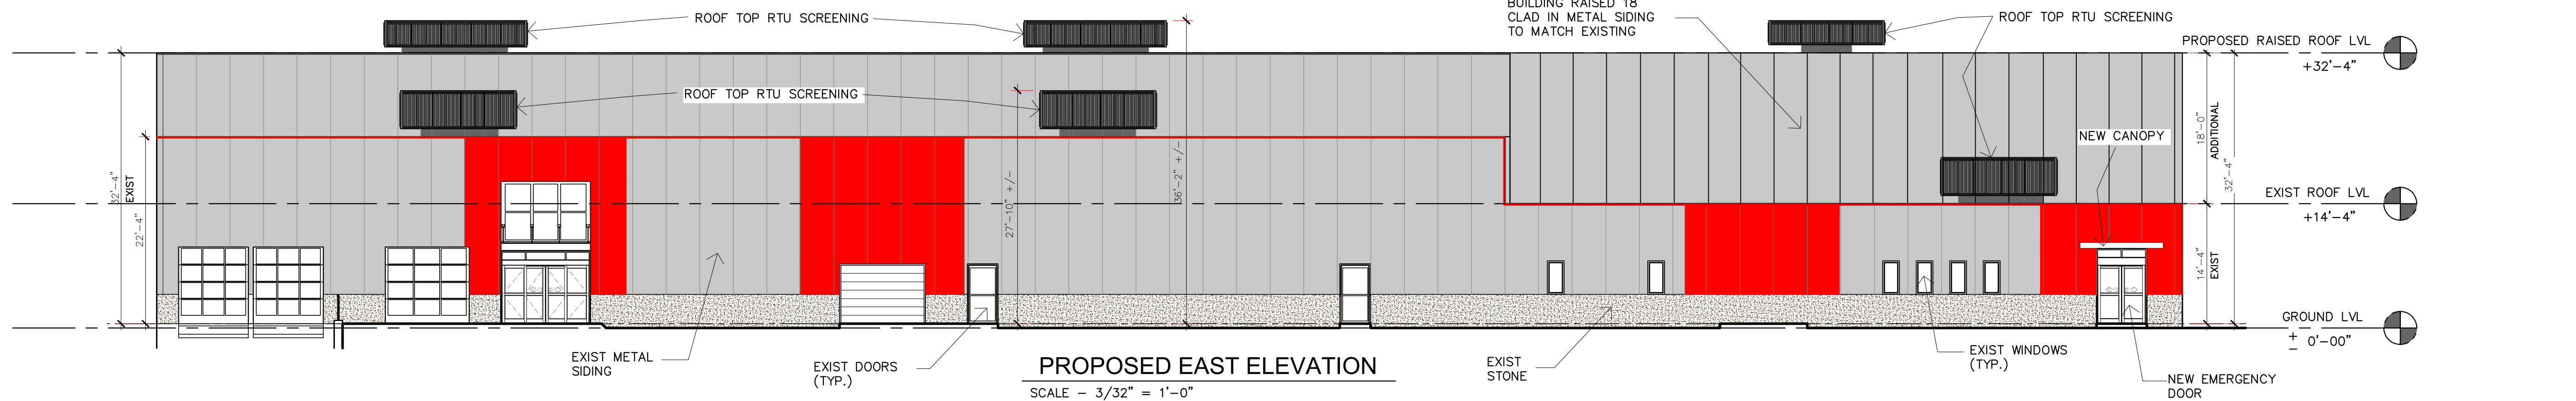 ROOF TOP RTU SCREENING
BUILDING RAISED 18'
CLAD IN METAL SIDING
TO MATCH EXISTING
ROOF TOP RTU SCREENING
PROPOSED RAISED ROOF LVL
+32'-4"
ROOF TOP RTU SCREENING
32'-4"
EXIST
22'-4"
27'-10" +/-
36'-2" +/-
NEW CANOPY
18'-0"
ADDITIONAL
32'-4"
EXIST ROOF LVL
+14'-4"
14'-4"
EXIST
GROUND LVL
± 0'-00"
EXIST METAL
SIDING
EXIST DOORS
(TYP.)
PROPOSED EAST ELEVATION
SCALE - 3/32" = 1'-0"
EXIST
STONE
EXIST WINDOWS
(TYP.)
NEW EMERGENCY
DOOR